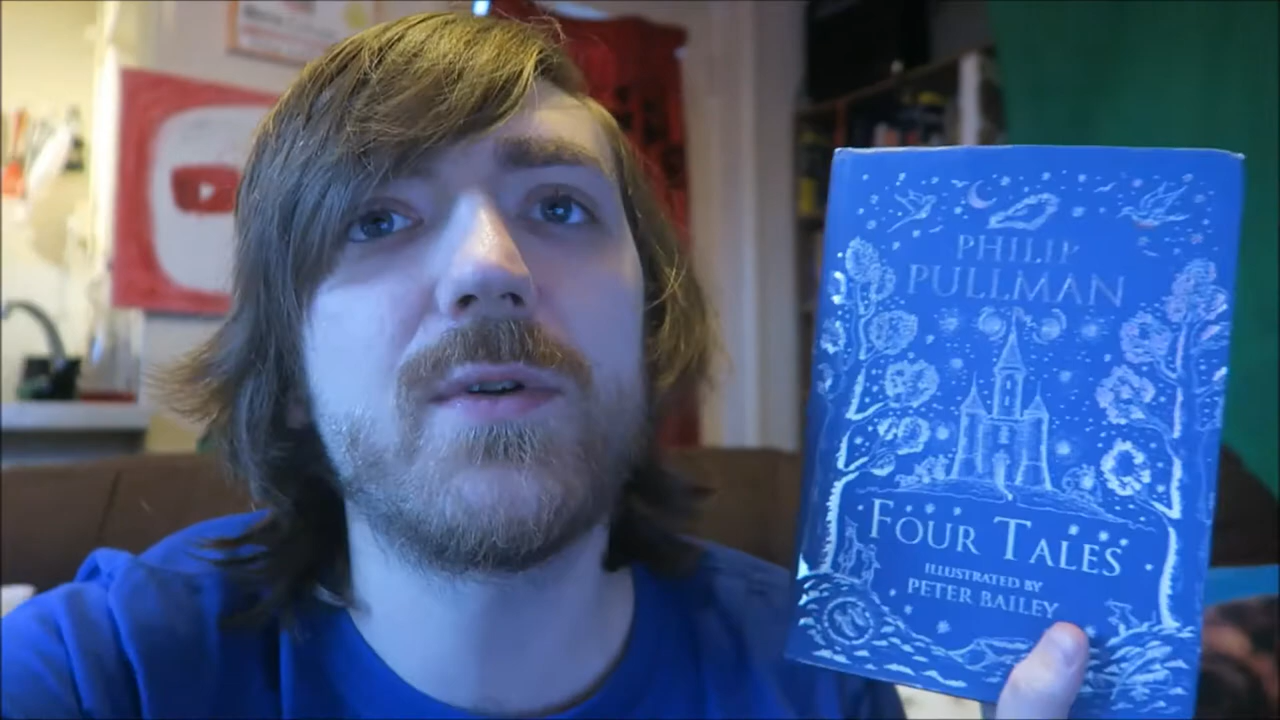 PHILIP
PULLMAN
FOUR TALES
ILLUSTRATED BY
PETER BAILEY